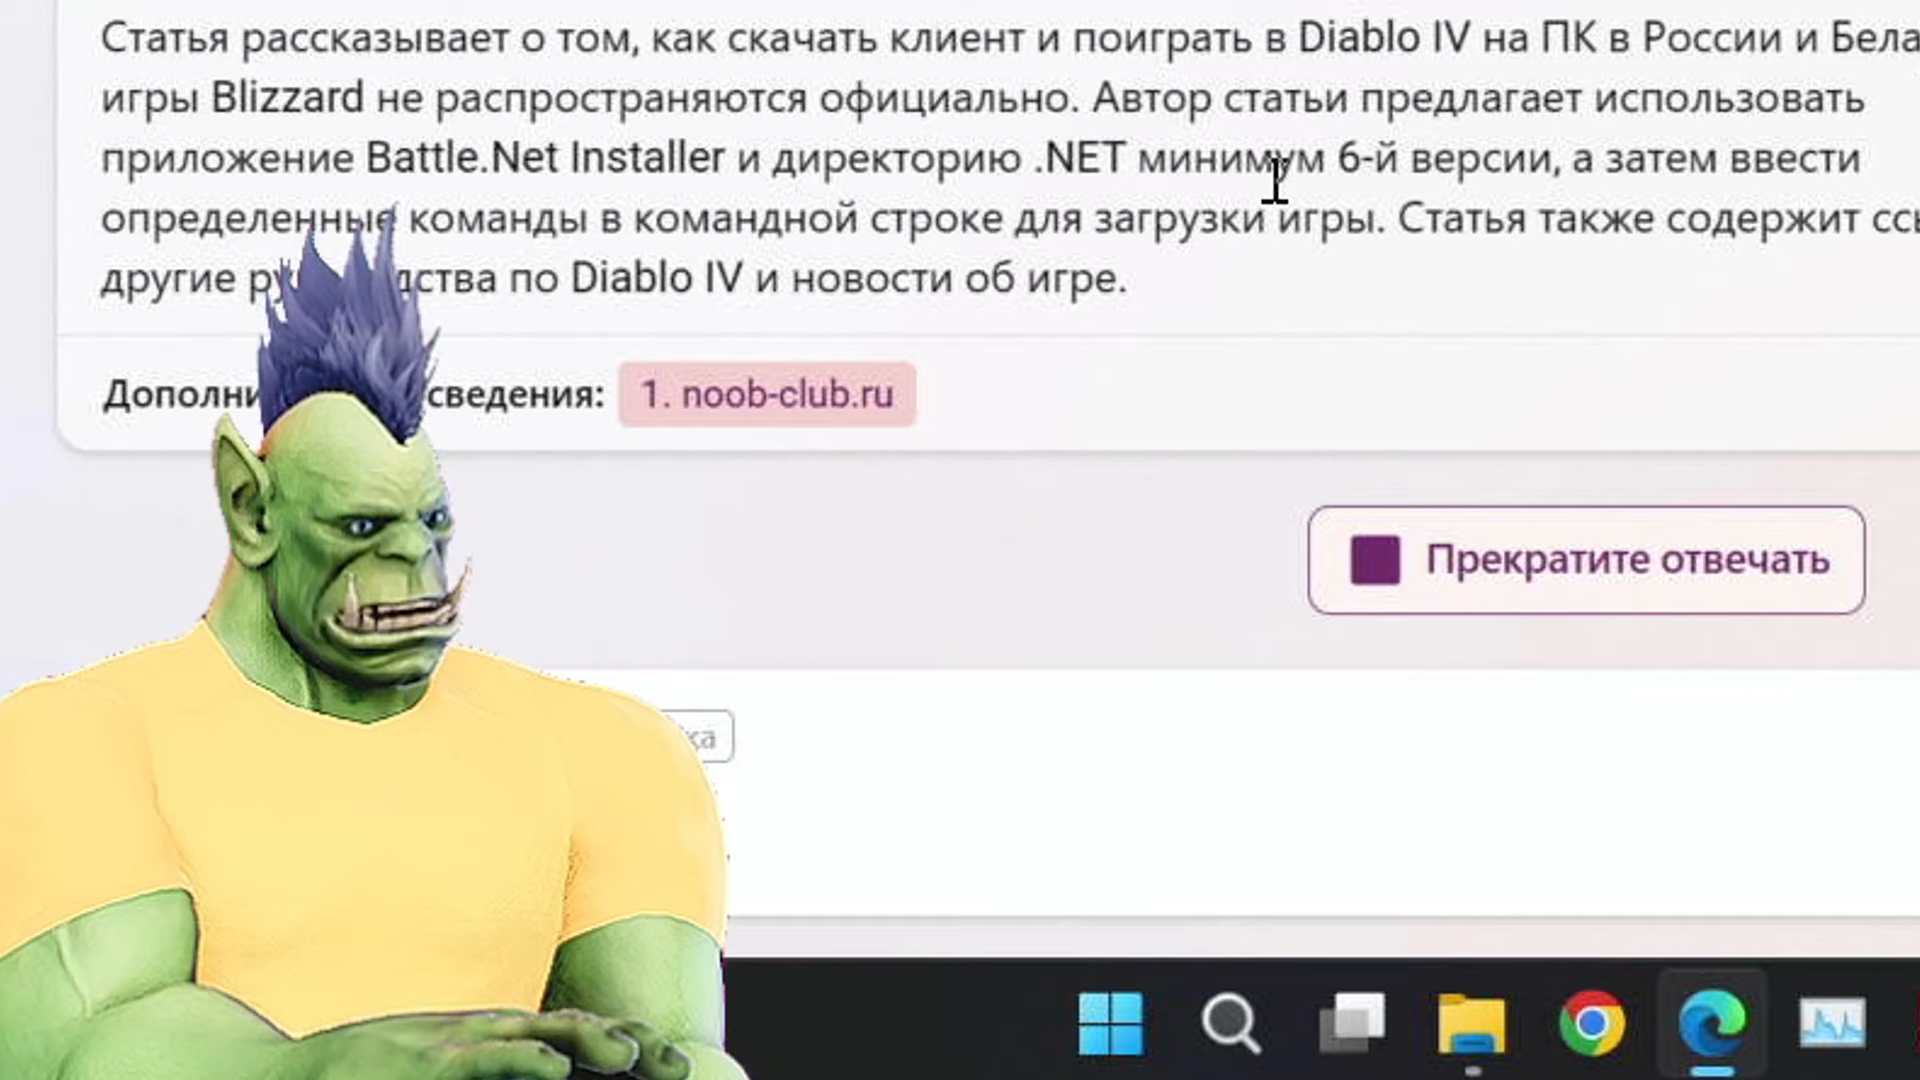 Статья рассказывает о том, как скачать клиент и поиграть в Diablo IV на ПК в России и
игры Blizzard не распространяются официально. Автор статьи предлагает использовать
приложение Battle.Net Installer и директорию .NET минимум 6-й версии, а затем ввести
определенные команды в командной строке для загрузки игры. Статья также содержит
другие по Diablo IV и новости об игре.
сведения: 1. noob-club.ru
Прекратите отвечать